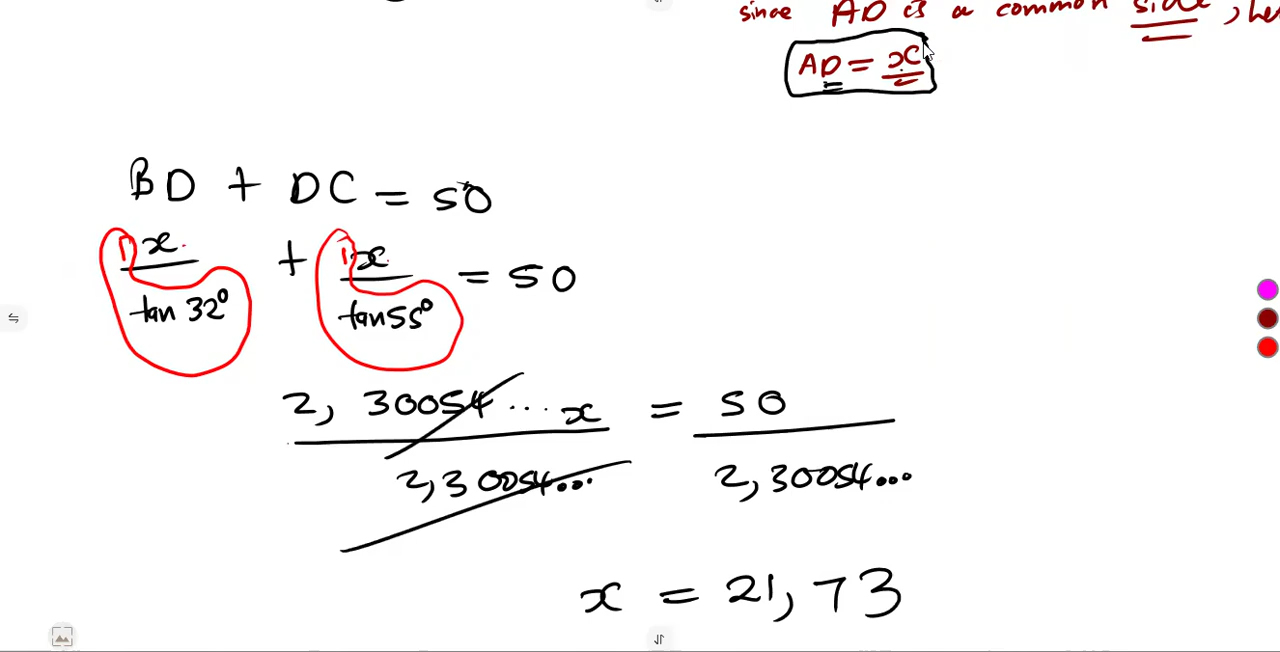 since AD is a common side, he
AD = x
BD + DC = 50
1x/tan 32° + 1x/tan 55° = 50
2,30054...x/2,30054... = 50/2,30054...
x = 21,73